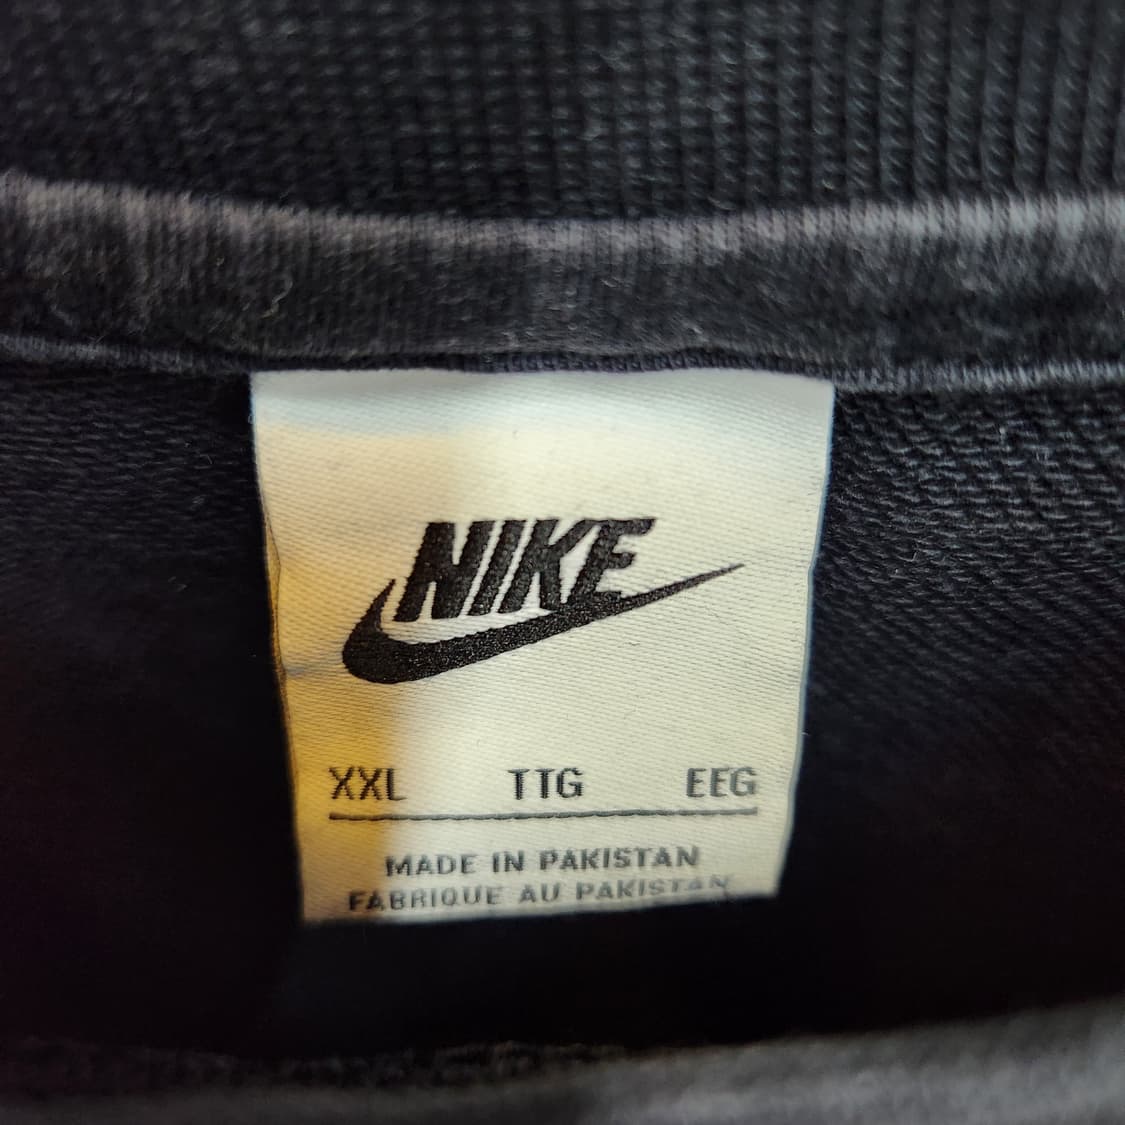 NIKE
XXL TTG EEG
MADE IN PAKISTAN
FABRIQUE AU PAKISTAN